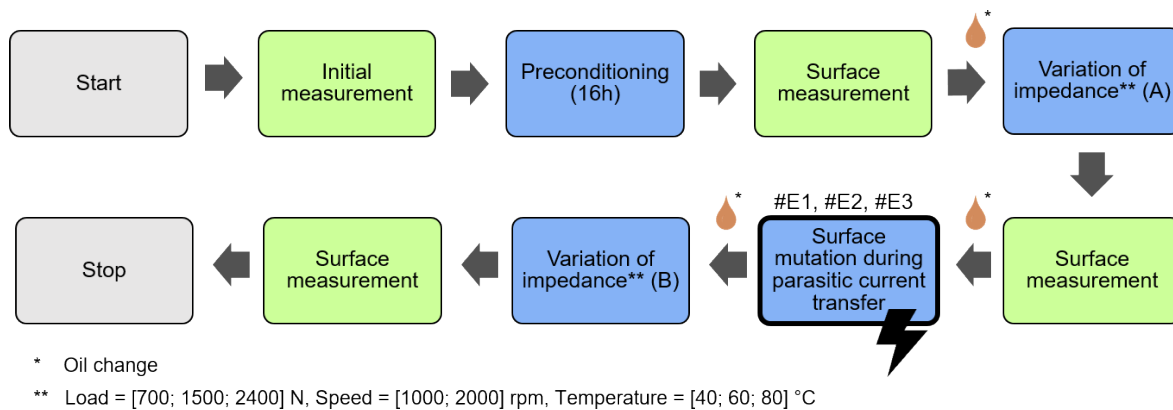 *
Start
Initial
measurement
Preconditioning
(16h)
Surface
measurement
Variation of
impedance** (A)
#E1, #E2, #E3
*
*
Stop
Surface
measurement
Variation of
impedance** (B)
Surface
mutation during
parasitic current
transfer
Surface
measurement
* Oil change
** Load = [700; 1500; 2400] N, Speed = [1000; 2000] rpm, Temperature = [40; 60; 80] °C